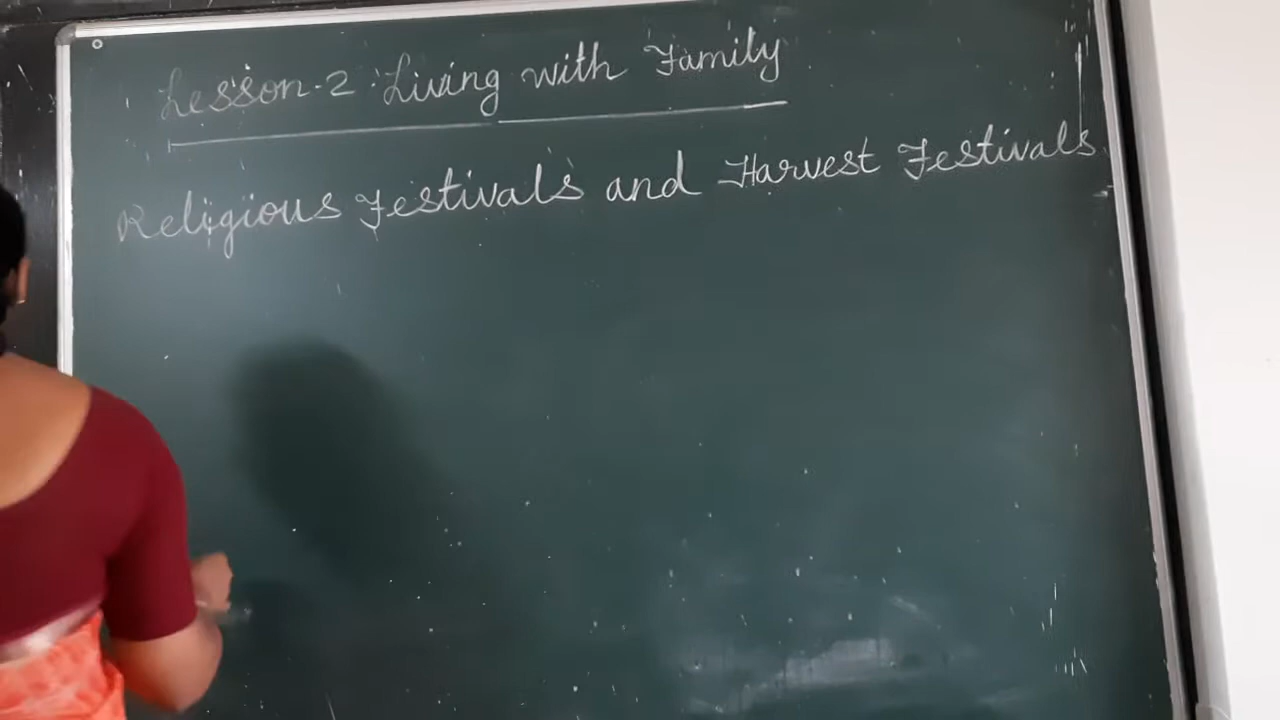 Lesson-2 : Living with Family
Religious Festivals and Harvest Festivals